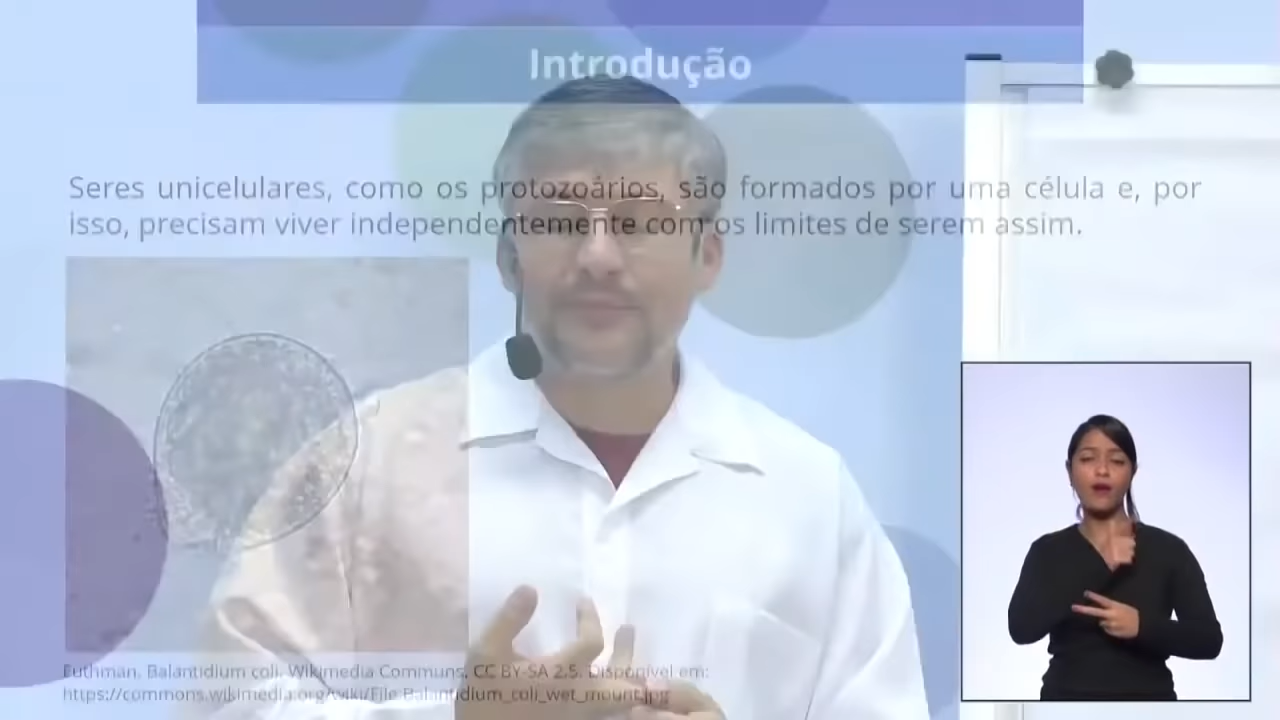 Introdução
Seres unicelulares, como os protozoários, são formados por uma célula e, por
isso, precisam viver independentemente com os limites de serem assim.
Euthman. Balantidium coli. Wikimedia Communs. CC BY-SA 2.5. Disponível em:
https://commons.wikimedia.org/wiki/File:Balantidium_coli_wet_mount.jpg